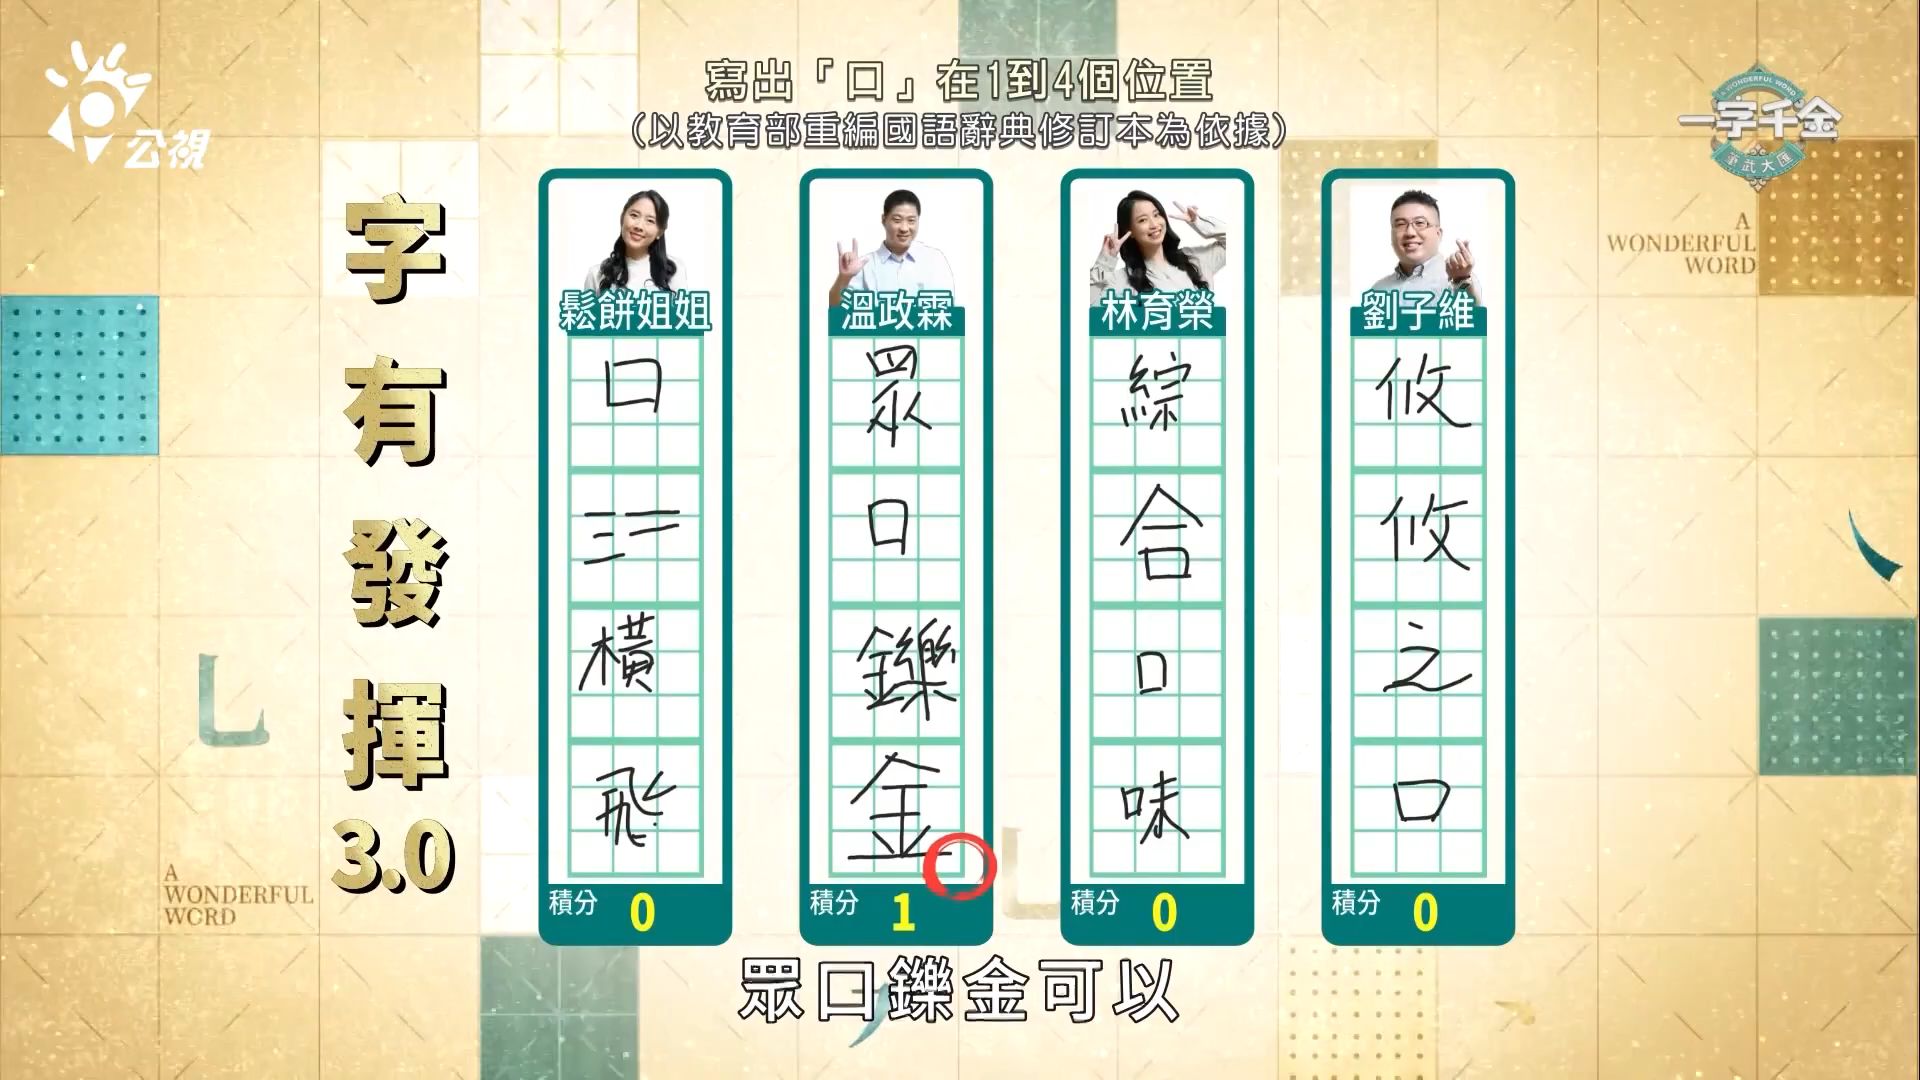 公視
寫出「口」在1到4個位置
（以教育部重編國語辭典修訂本為依據）
A WONDERFUL WORD
一字千金
筆武大匯
A
WONDERFUL
WORD
字有發揮3.0
鬆餅姐姐
口
橫
飛
積分 0
溫政霖
眾
口
鑠
金
積分 1
林育榮
綜
合
口
味
積分 0
劉子維
攸
攸
之
口
積分 0
A
WONDERFUL
WORD
眾口鑠金可以